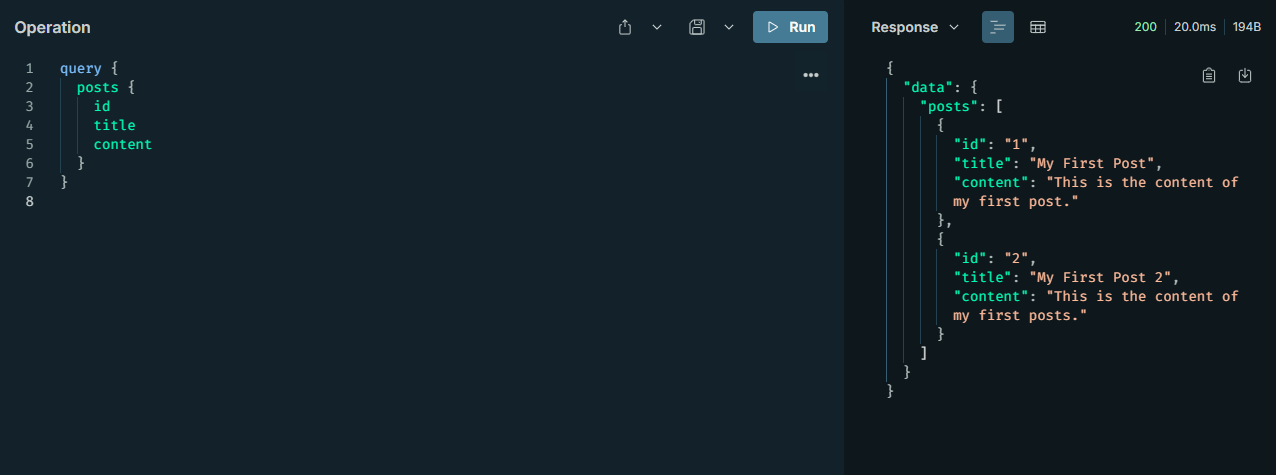 Operation
Run
1 query {
2 posts {
3 id
4 title
5 content
6 }
7 }
8
Response
200 20.0ms 194B
{
"data": {
"posts": [
{
"id": "1",
"title": "My First Post",
"content": "This is the content of
my first post."
},
{
"id": "2",
"title": "My First Post 2",
"content": "This is the content of
my first posts."
}
]
}
}